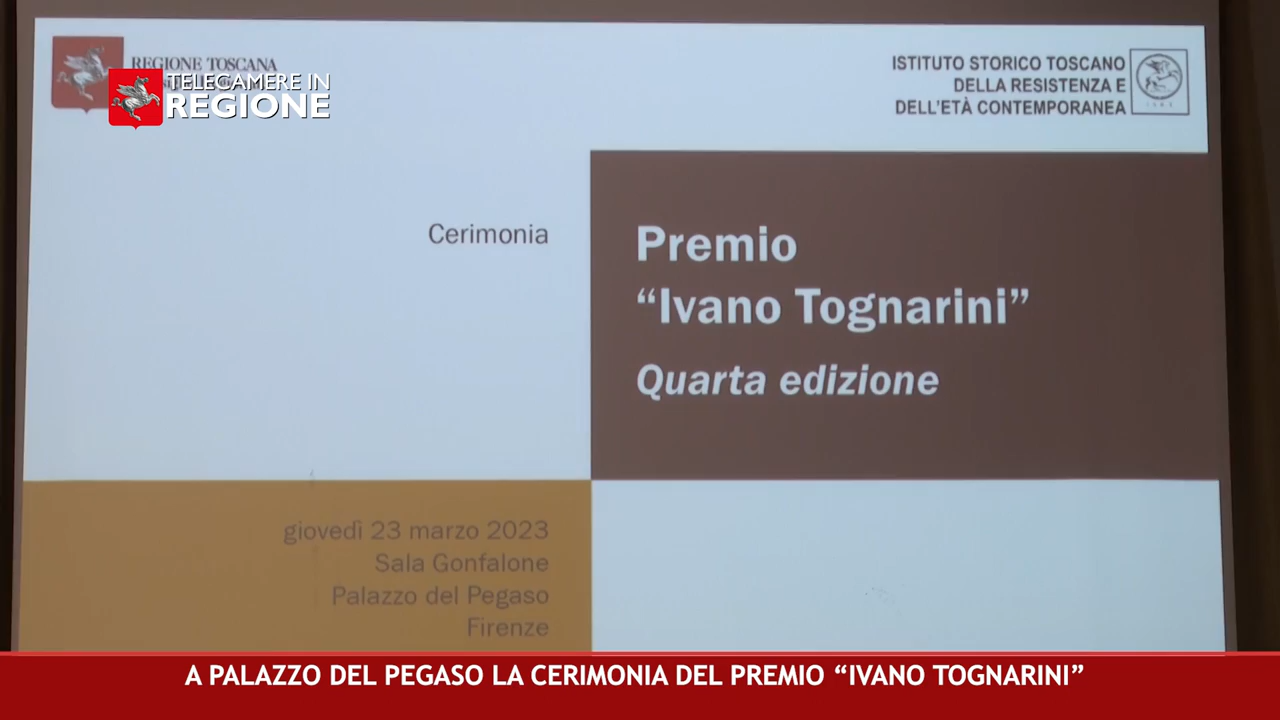 REGIONE TOSCANA
TELECAMERE IN
REGIONE
ISTITUTO STORICO TOSCANO
DELLA RESISTENZA E
DELL'ETÀ CONTEMPORANEA
Cerimonia
Premio
“Ivano Tognarini”
Quarta edizione
giovedì 23 marzo 2023
Sala Gonfalone
Palazzo del Pegaso
Firenze
A PALAZZO DEL PEGASO LA CERIMONIA DEL PREMIO “IVANO TOGNARINI”